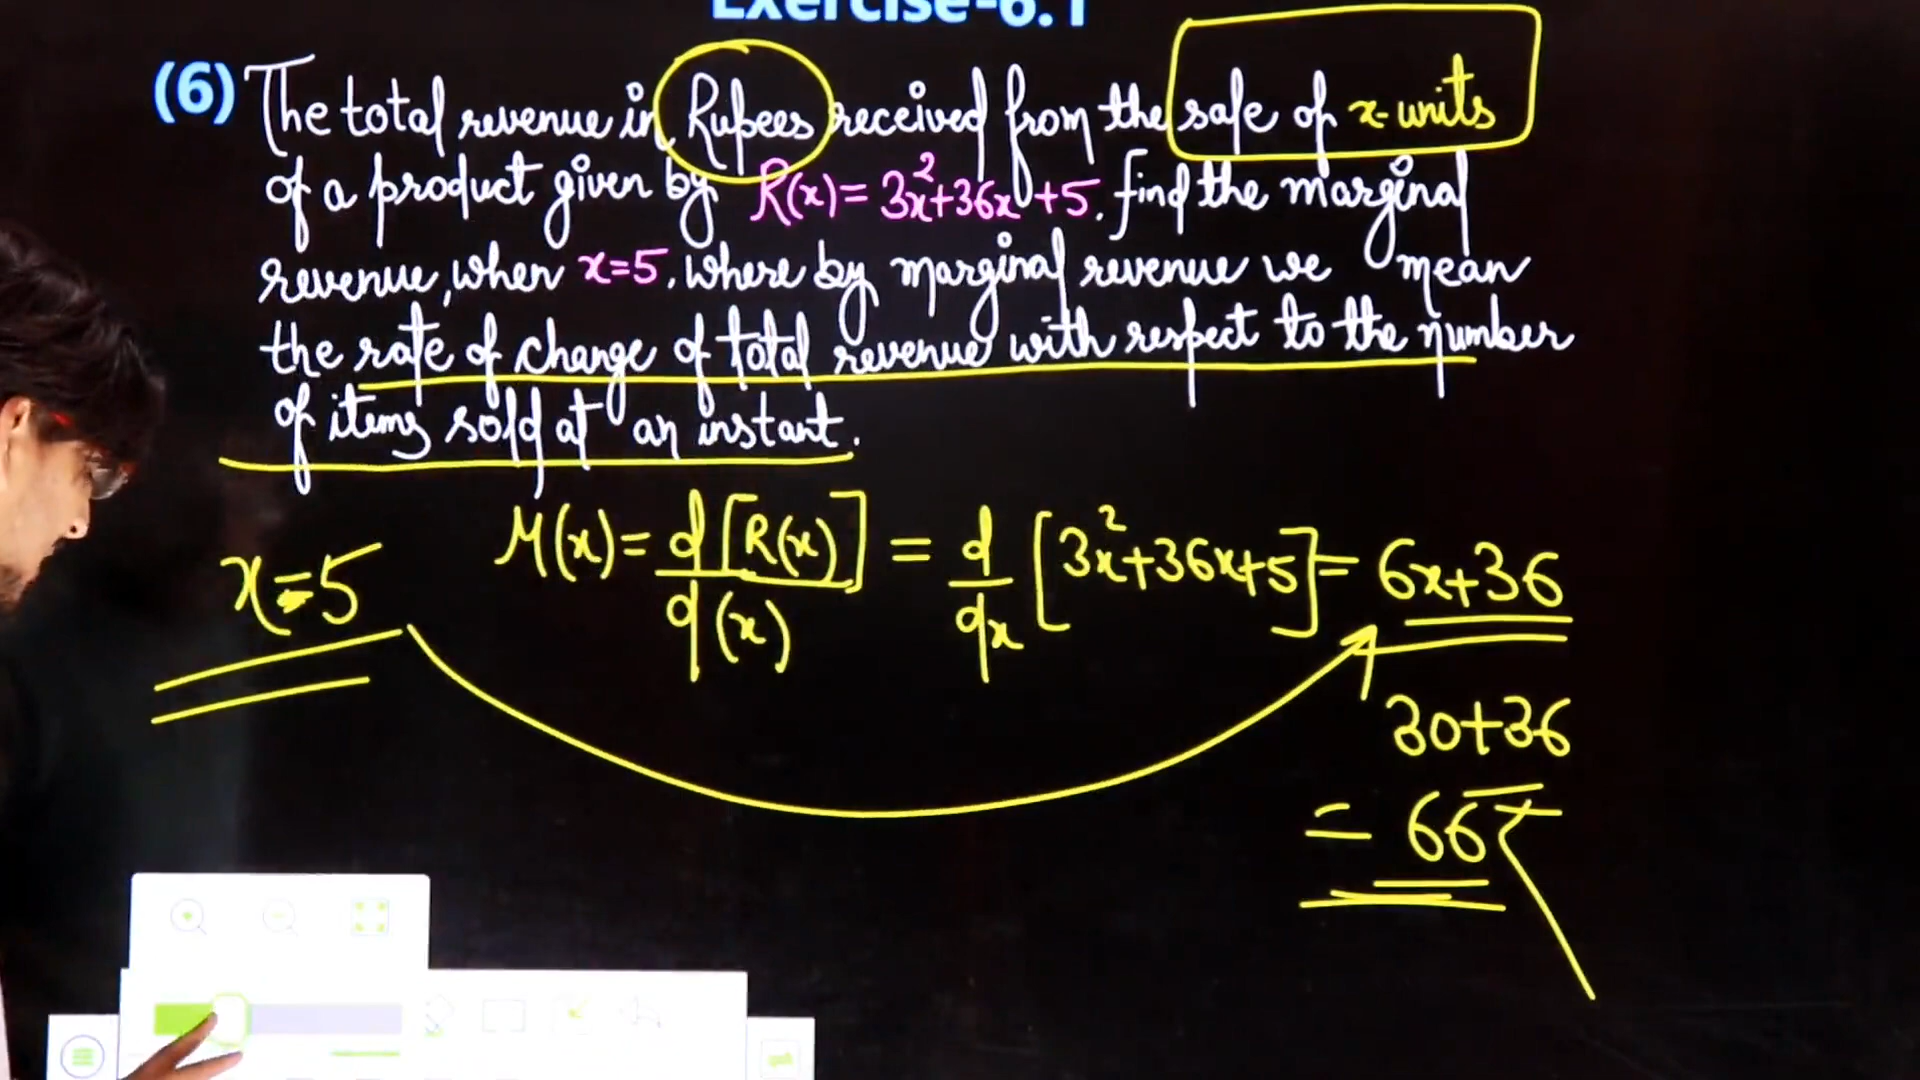 Exercise-6.1
(6) The total revenue in Rupees received from the sale of x-units
of a product given by R(x)= 3x²+36x+5. find the marginal
revenue, when x=5. where by marginal revenue we mean
the rate of change of total revenue with respect to the number
of items sold at an instant.
M(x)= d[R(x)]/d(x) = d/dx [3x²+36x+5]= 6x+36
x=5
30+36
= 66₹